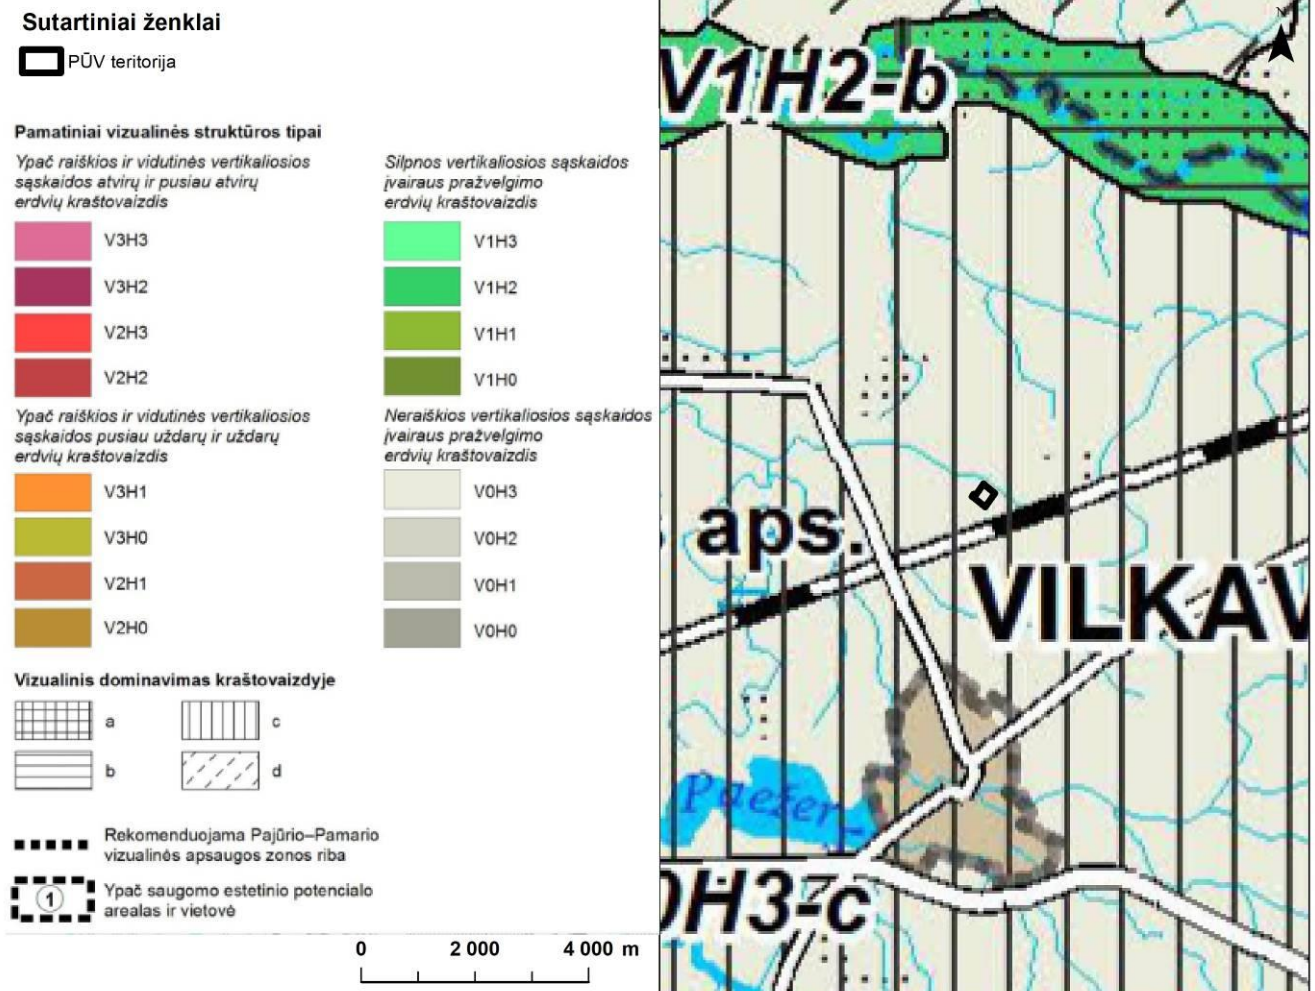 Sutartiniai ženklai
PŪV teritorija
Pamatiniai vizualinės struktūros tipai
Ypač raiškios ir vidutinės vertikaliosios
sąskaidos atvirų ir pusiau atvirų
erdvių kraštovaizdis
V3H3
V3H2
V2H3
V2H2
Ypač raiškios ir vidutinės vertikaliosios
sąskaidos pusiau uždarų ir uždarų
erdvių kraštovaizdis
V3H1
V3H0
V2H1
V2H0
Silpnos vertikaliosios sąskaidos
įvairaus pražvelgimo
erdvių kraštovaizdis
V1H3
V1H2
V1H1
V1H0
Neraiškios vertikaliosios sąskaidos
įvairaus pražvelgimo
erdvių kraštovaizdis
V0H3
V0H2
V0H1
V0H0
Vizualinis dominavimas kraštovaizdyje
a
c
b
d
Rekomenduojama Pajūrio–Pamario
vizualinės apsaugos zonos riba
1
Ypač saugomo estetinio potencialo
arealas ir vietovė
0 2 000 4 000 m
N
V1H2-b
aps.
VILKAV
Paežer
0H3-c